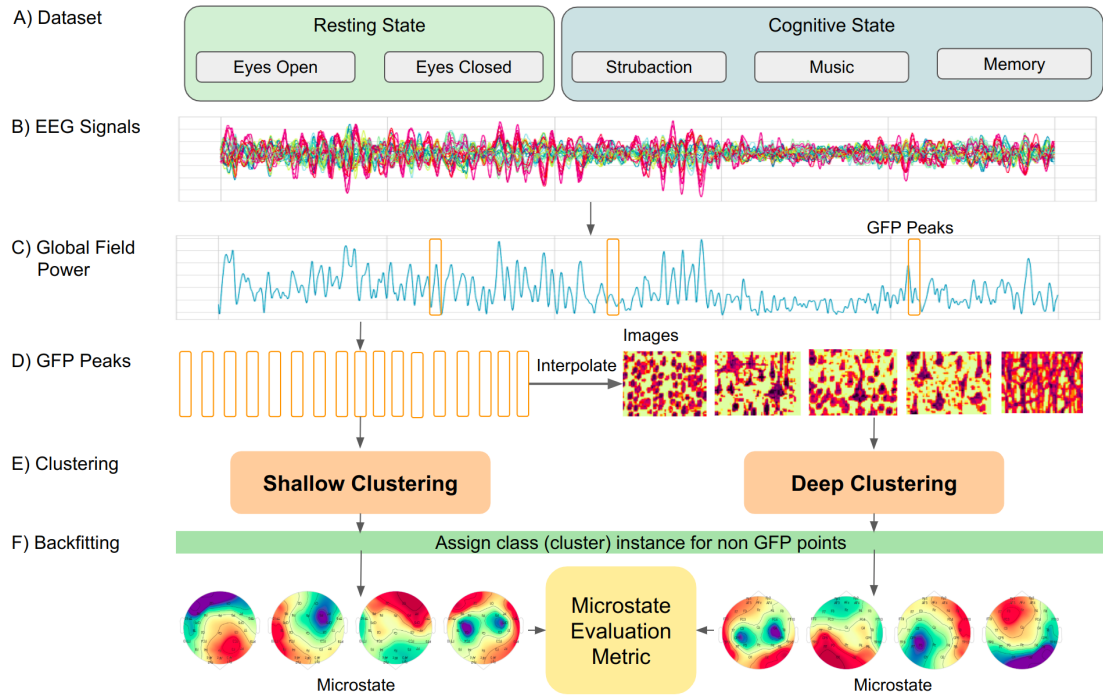 A) Dataset
Resting State
Cognitive State
Eyes Open
Eyes Closed
Strubaction
Music
Memory
B) EEG Signals
GFP Peaks
C) Global Field
Power
Images
D) GFP Peaks
Interpolate
E) Clustering
Shallow Clustering
Deep Clustering
F) Backfitting
Assign class (cluster) instance for non GFP points
Microstate
Evaluation
Metric
Microstate
Microstate